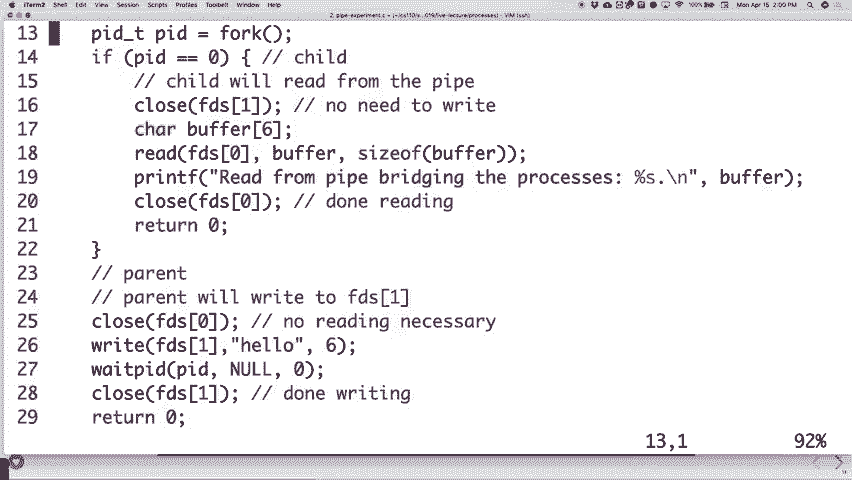 iTerm2 Shell Edit View Session Scripts Profiles Toolbelt Window Help 100% Mon Apr 15 2:00 PM
2. pipe-experiment.c + (~/cs110/s...019/live-lecture/processes) - VIM (ssh)
13 pid_t pid = fork();
14 if (pid == 0) { // child
15 // child will read from the pipe
16 close(fds[1]); // no need to write
17 char buffer[6];
18 read(fds[0], buffer, sizeof(buffer));
19 printf("Read from pipe bridging the processes: %s.\n", buffer);
20 close(fds[0]); // done reading
21 return 0;
22 }
23 // parent
24 // parent will write to fds[1]
25 close(fds[0]); // no reading necessary
26 write(fds[1],"hello", 6);
27 waitpid(pid, NULL, 0);
28 close(fds[1]); // done writing
29 return 0;
13,1 92%